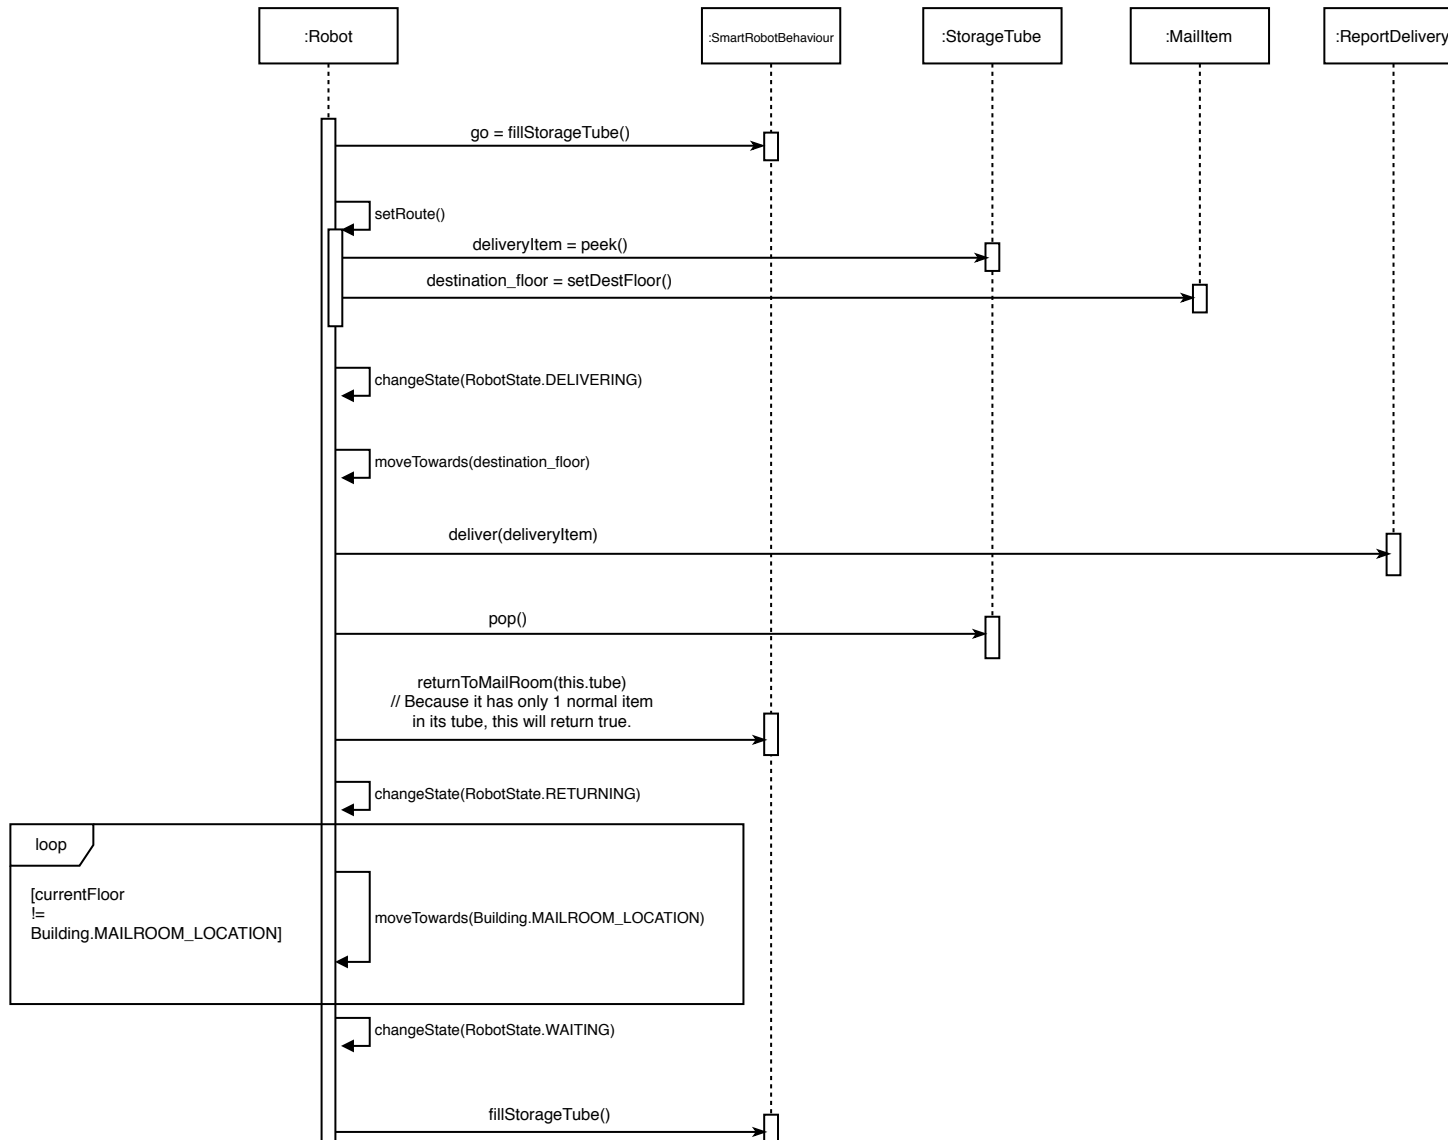 :Robot
:SmartRobotBehaviour
:StorageTube
:MailItem
:ReportDelivery
go = fillStorageTube()
setRoute()
deliveryItem = peek()
destination_floor = setDestFloor()
changeState(RobotState.DELIVERING)
moveTowards(destination_floor)
deliver(deliveryItem)
pop()
returnToMailRoom(this.tube)
// Because it has only 1 normal item
in its tube, this will return true.
changeState(RobotState.RETURNING)
loop
[currentFloor
!=
Building.MAILROOM_LOCATION]
moveTowards(Building.MAILROOM_LOCATION)
changeState(RobotState.WAITING)
fillStorageTube()